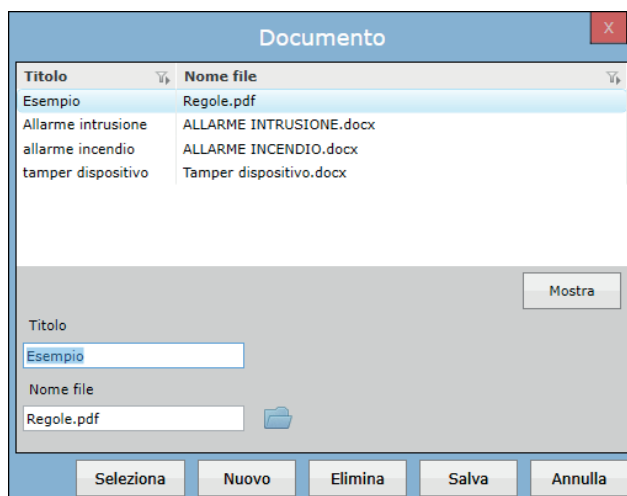 Documento
X
Titolo Nome file
Esempio Regole.pdf
Allarme intrusione ALLARME INTRUSIONE.docx
allarme incendio ALLARME INCENDIO.docx
tamper dispositivo Tamper dispositivo.docx
Mostra
Titolo
Esempio
Nome file
Regole.pdf
Seleziona Nuovo Elimina Salva Annulla